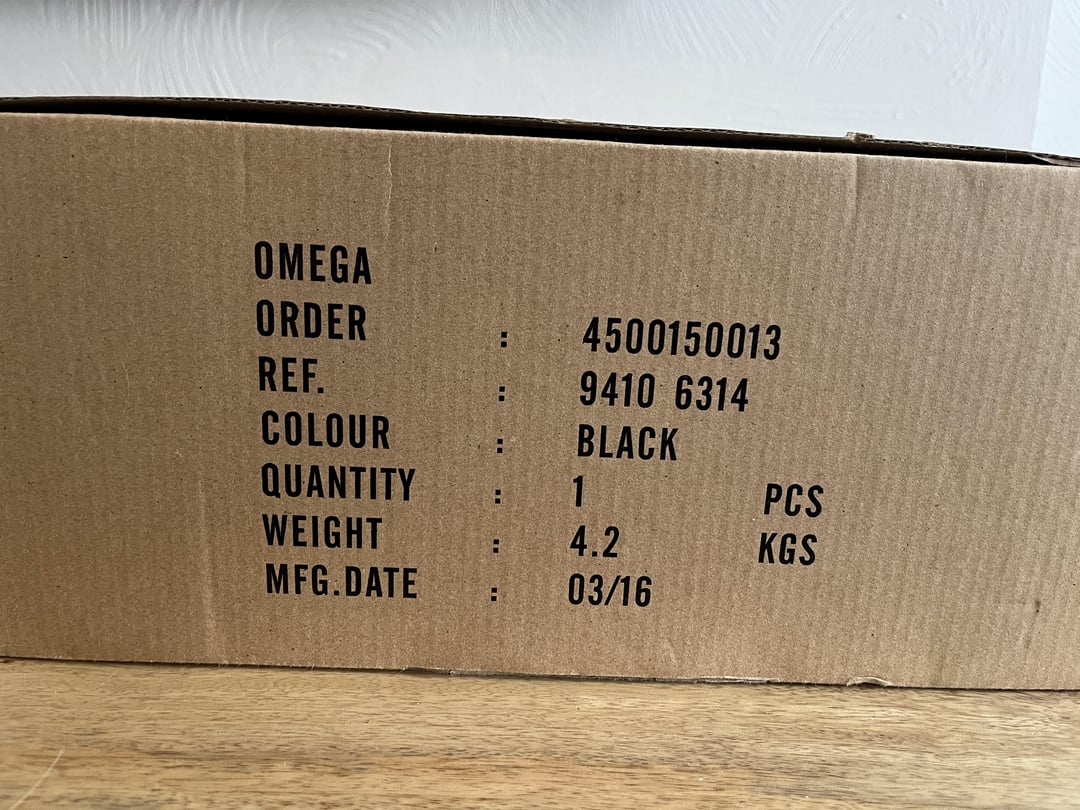 OMEGA
ORDER : 4500150013
REF. : 9410 6314
COLOUR : BLACK
QUANTITY : 1 PCS
WEIGHT : 4.2 KGS
MFG.DATE : 03/16